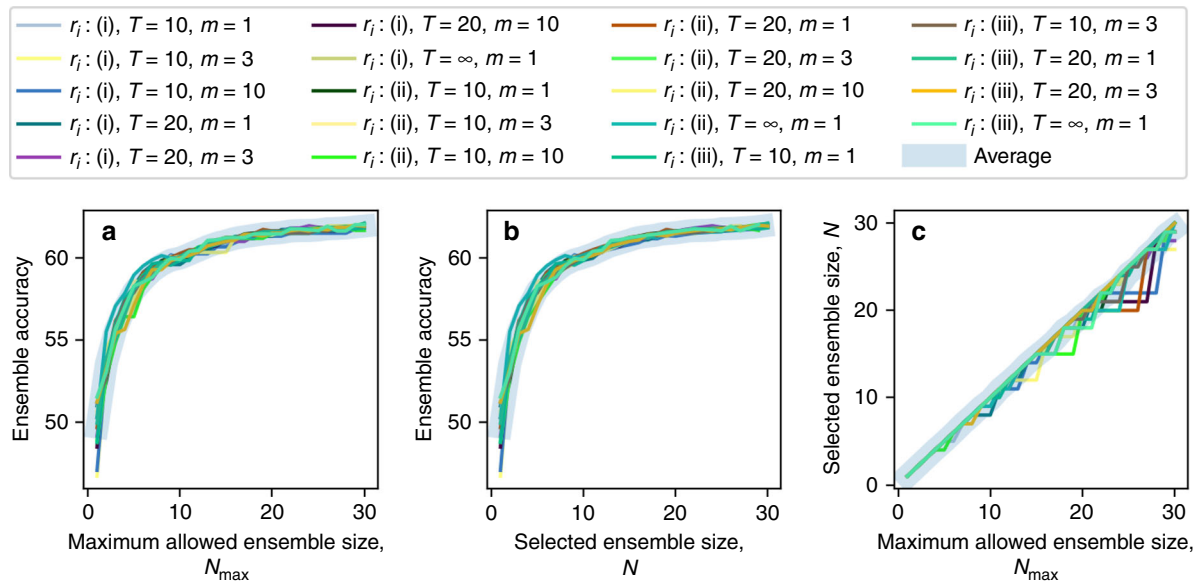 rᵢ : (i), T = 10, m = 1
rᵢ : (i), T = 10, m = 3
rᵢ : (i), T = 10, m = 10
rᵢ : (i), T = 20, m = 1
rᵢ : (i), T = 20, m = 3
rᵢ : (i), T = 20, m = 10
rᵢ : (i), T = ∞, m = 1
rᵢ : (ii), T = 10, m = 1
rᵢ : (ii), T = 10, m = 3
rᵢ : (ii), T = 10, m = 10
rᵢ : (ii), T = 20, m = 1
rᵢ : (ii), T = 20, m = 3
rᵢ : (ii), T = 20, m = 10
rᵢ : (ii), T = ∞, m = 1
rᵢ : (iii), T = 10, m = 1
rᵢ : (iii), T = 10, m = 3
rᵢ : (iii), T = 20, m = 1
rᵢ : (iii), T = 20, m = 3
rᵢ : (iii), T = ∞, m = 1
Average
a
Ensemble accuracy
60
55
50
0 10 20 30
Maximum allowed ensemble size,
N_max
b
Ensemble accuracy
60
55
50
0 10 20 30
Selected ensemble size,
N
c
Selected ensemble size, N
30
20
10
0
0 10 20 30
Maximum allowed ensemble size,
N_max